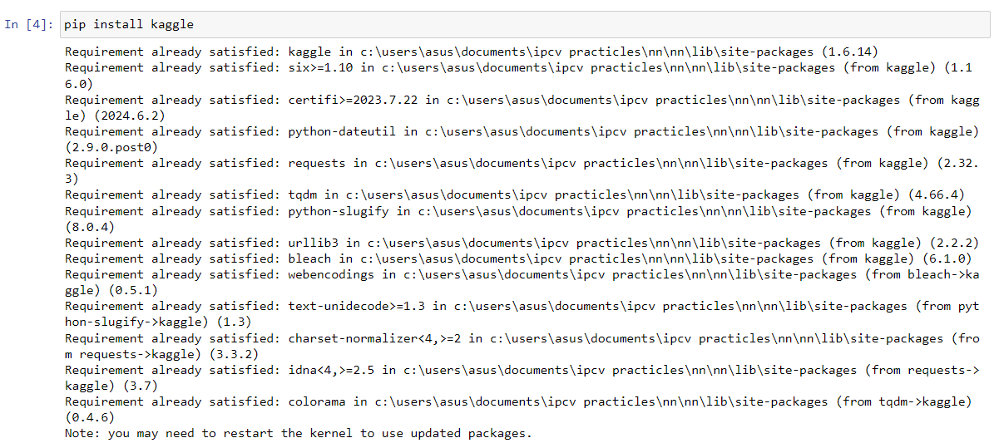 In [4]: pip install kaggle
Requirement already satisfied: kaggle in c:\users\asus\documents\ipcv practicles\nn\nn\lib\site-packages (1.6.14)
Requirement already satisfied: six>=1.10 in c:\users\asus\documents\ipcv practicles\nn\nn\lib\site-packages (from kaggle) (1.1
6.0)
Requirement already satisfied: certifi>=2023.7.22 in c:\users\asus\documents\ipcv practicles\nn\nn\lib\site-packages (from kagg
le) (2024.6.2)
Requirement already satisfied: python-dateutil in c:\users\asus\documents\ipcv practicles\nn\nn\lib\site-packages (from kaggle)
(2.9.0.post0)
Requirement already satisfied: requests in c:\users\asus\documents\ipcv practicles\nn\nn\lib\site-packages (from kaggle) (2.32.
3)
Requirement already satisfied: tqdm in c:\users\asus\documents\ipcv practicles\nn\nn\lib\site-packages (from kaggle) (4.66.4)
Requirement already satisfied: python-slugify in c:\users\asus\documents\ipcv practicles\nn\nn\lib\site-packages (from kaggle)
(8.0.4)
Requirement already satisfied: urllib3 in c:\users\asus\documents\ipcv practicles\nn\nn\lib\site-packages (from kaggle) (2.2.2)
Requirement already satisfied: bleach in c:\users\asus\documents\ipcv practicles\nn\nn\lib\site-packages (from kaggle) (6.1.0)
Requirement already satisfied: webencodings in c:\users\asus\documents\ipcv practicles\nn\nn\lib\site-packages (from bleach->ka
ggle) (0.5.1)
Requirement already satisfied: text-unidecode>=1.3 in c:\users\asus\documents\ipcv practicles\nn\nn\lib\site-packages (from pyt
hon-slugify->kaggle) (1.3)
Requirement already satisfied: charset-normalizer<4,>=2 in c:\users\asus\documents\ipcv practicles\nn\nn\lib\site-packages (fro
m requests->kaggle) (3.3.2)
Requirement already satisfied: idna<4,>=2.5 in c:\users\asus\documents\ipcv practicles\nn\nn\lib\site-packages (from requests->
kaggle) (3.7)
Requirement already satisfied: colorama in c:\users\asus\documents\ipcv practicles\nn\nn\lib\site-packages (from tqdm->kaggle)
(0.4.6)
Note: you may need to restart the kernel to use updated packages.